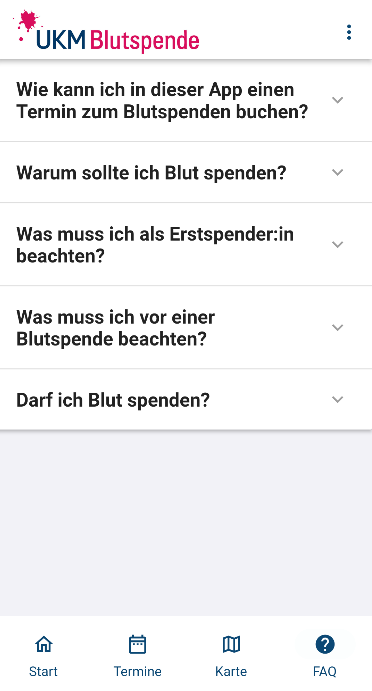 UKM Blutspende
Wie kann ich in dieser App einen
Termin zum Blutspenden buchen?
Warum sollte ich Blut spenden?
Was muss ich als Erstspender:in
beachten?
Was muss ich vor einer
Blutspende beachten?
Darf ich Blut spenden?
Start
Termine
Karte
FAQ